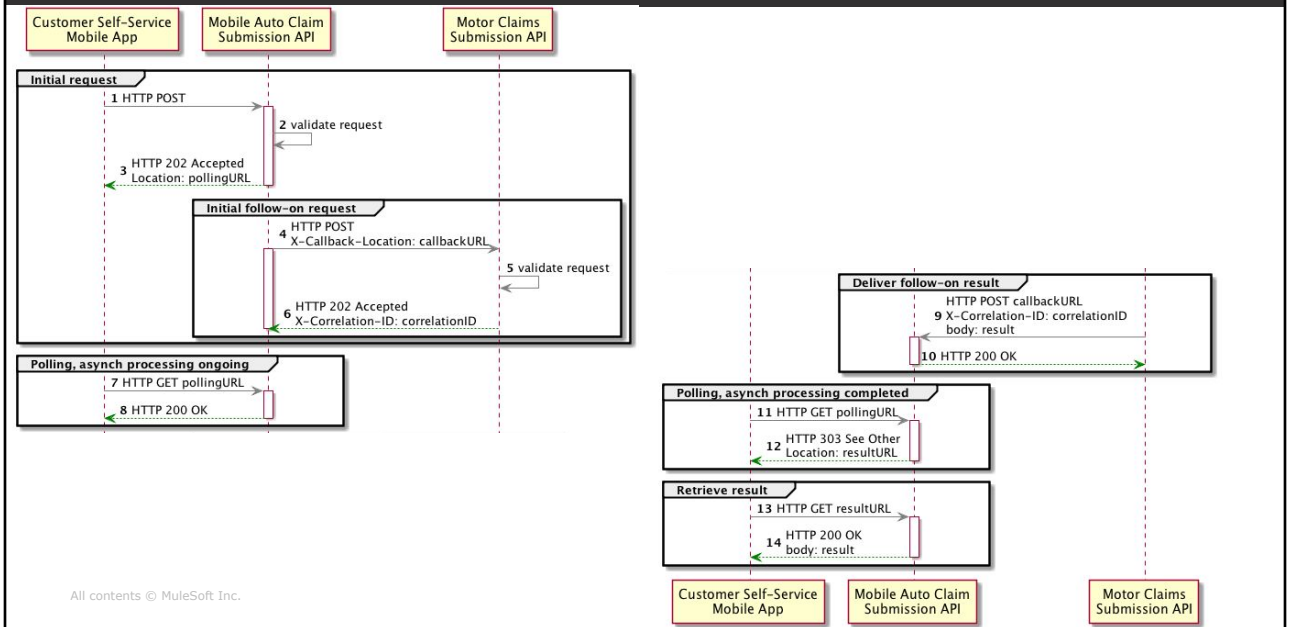 Customer Self-Service
Mobile App
Mobile Auto Claim
Submission API
Motor Claims
Submission API
Initial request
1 HTTP POST
2 validate request
3 HTTP 202 Accepted
Location: pollingURL
Initial follow-on request
4 HTTP POST
X-Callback-Location: callbackURL
5 validate request
6 HTTP 202 Accepted
X-Correlation-ID: correlationID
Polling, asynch processing ongoing
7 HTTP GET pollingURL
8 HTTP 200 OK
All contents © MuleSoft Inc.
Deliver follow-on result
HTTP POST callbackURL
9 X-Correlation-ID: correlationID
body: result
10 HTTP 200 OK
Polling, asynch processing completed
11 HTTP GET pollingURL
12 HTTP 303 See Other
Location: resultURL
Retrieve result
13 HTTP GET resultURL
14 HTTP 200 OK
body: result
Customer Self-Service
Mobile App
Mobile Auto Claim
Submission API
Motor Claims
Submission API